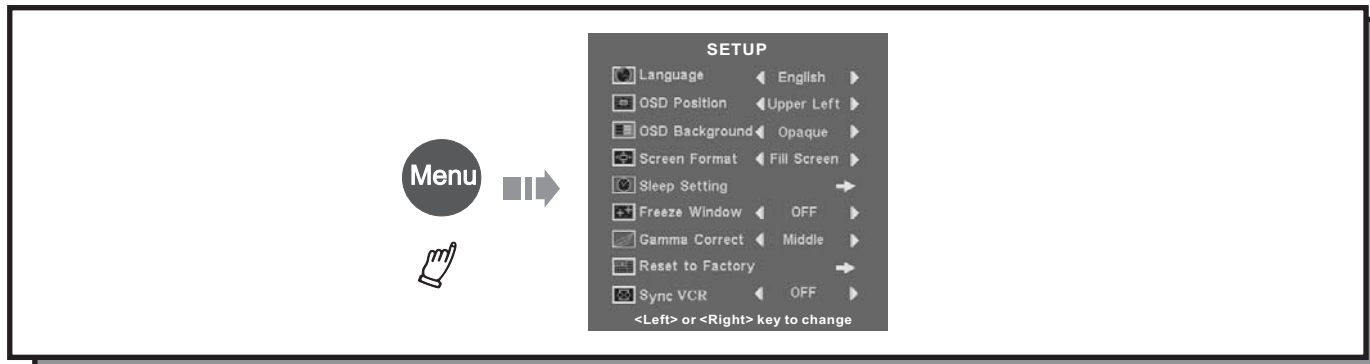 Menu
SETUP
Language English
OSD Position Upper Left
OSD Background Opaque
Screen Format Fill Screen
Sleep Setting
Freeze Window OFF
Gamma Correct Middle
Reset to Factory
Sync VCR OFF
<Left> or <Right> key to change